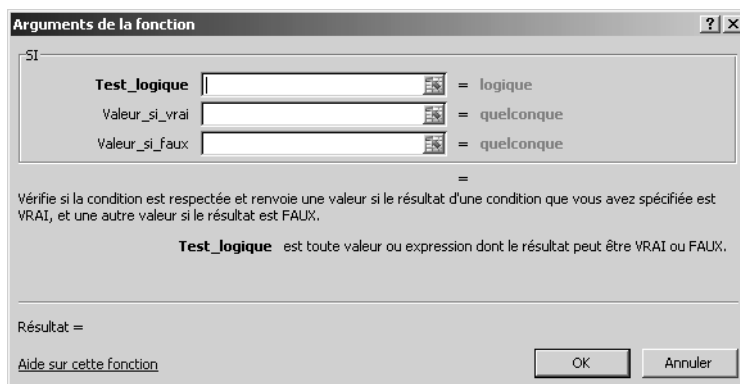 Arguments de la fonction
SI
Test_logique = logique
Valeur_si_vrai = quelconque
Valeur_si_faux = quelconque
=
Vérifie si la condition est respectée et renvoie une valeur si le résultat d'une condition que vous avez spécifiée est
VRAI, et une autre valeur si le résultat est FAUX.
Test_logique est toute valeur ou expression dont le résultat peut être VRAI ou FAUX.
Résultat =
Aide sur cette fonction
OK
Annuler